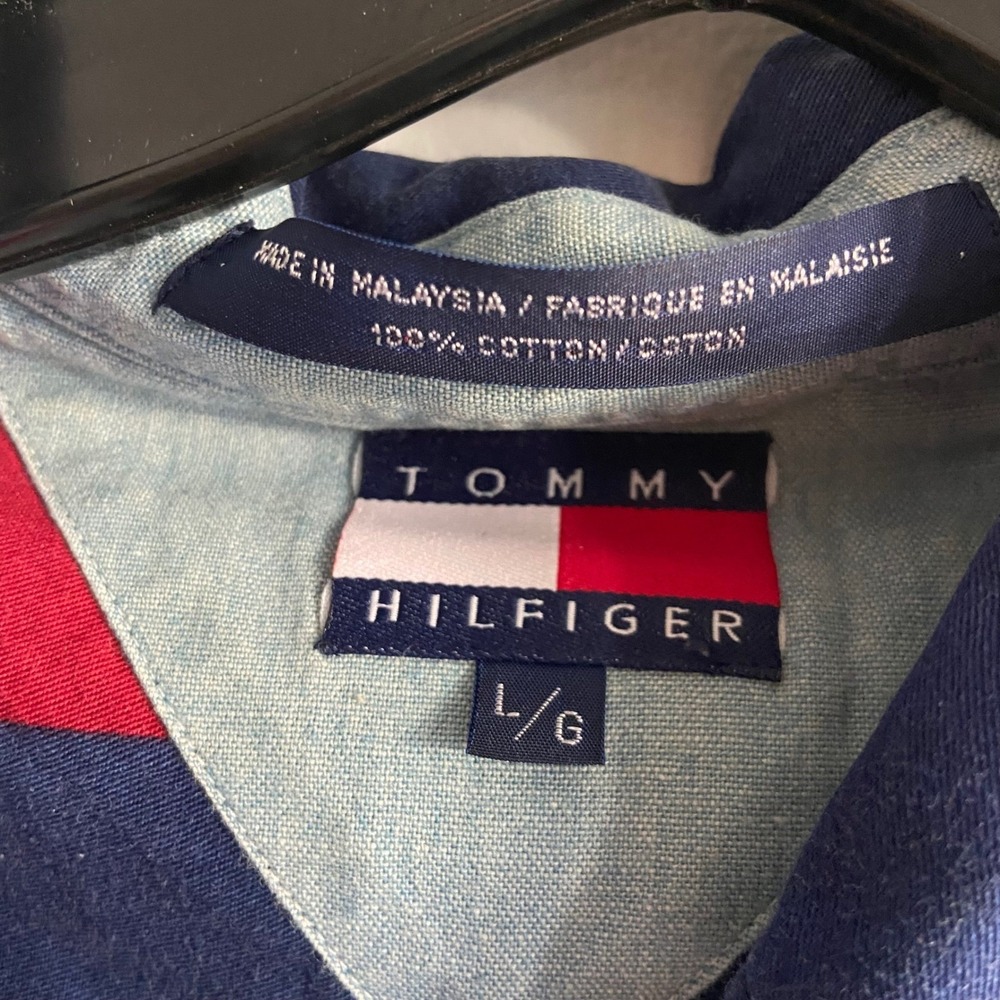 MADE IN MALAYSIA / FABRIQUE EN MALAISIE
100% COTTON / COTON
TOMMY
HILFIGER
L/G